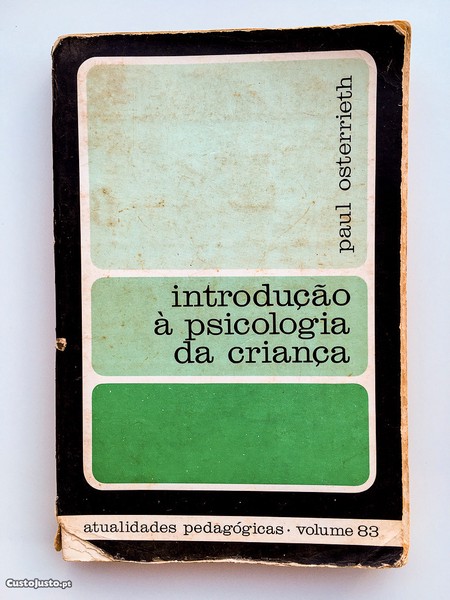 paul osterrieth
introdução
à psicologia
da criança
atualidades pedagógicas · volume 83
Custojusto.pt